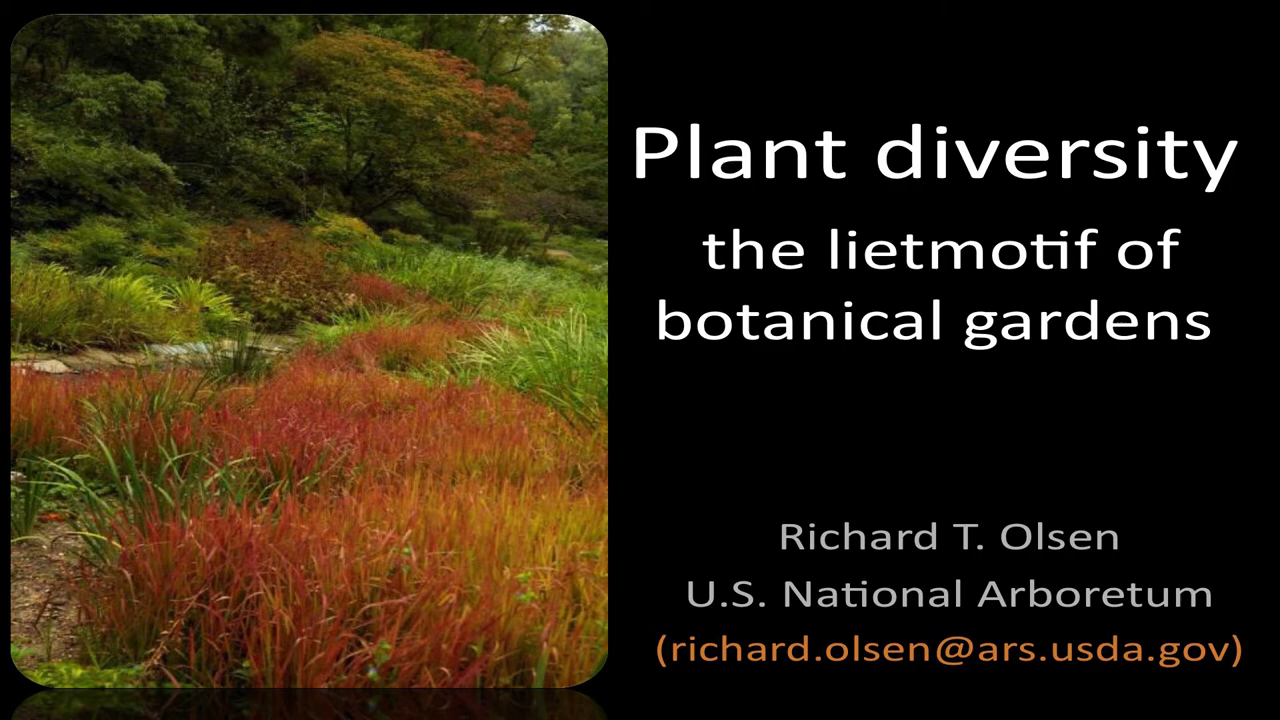 Plant diversity
the lietmotif of
botanical gardens
Richard T. Olsen
U.S. National Arboretum
(richard.olsen@ars.usda.gov)